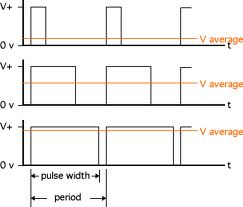 V+
V average
0 v
t
V+
V average
0 v
t
V+
V average
0 v
t
pulse width
period